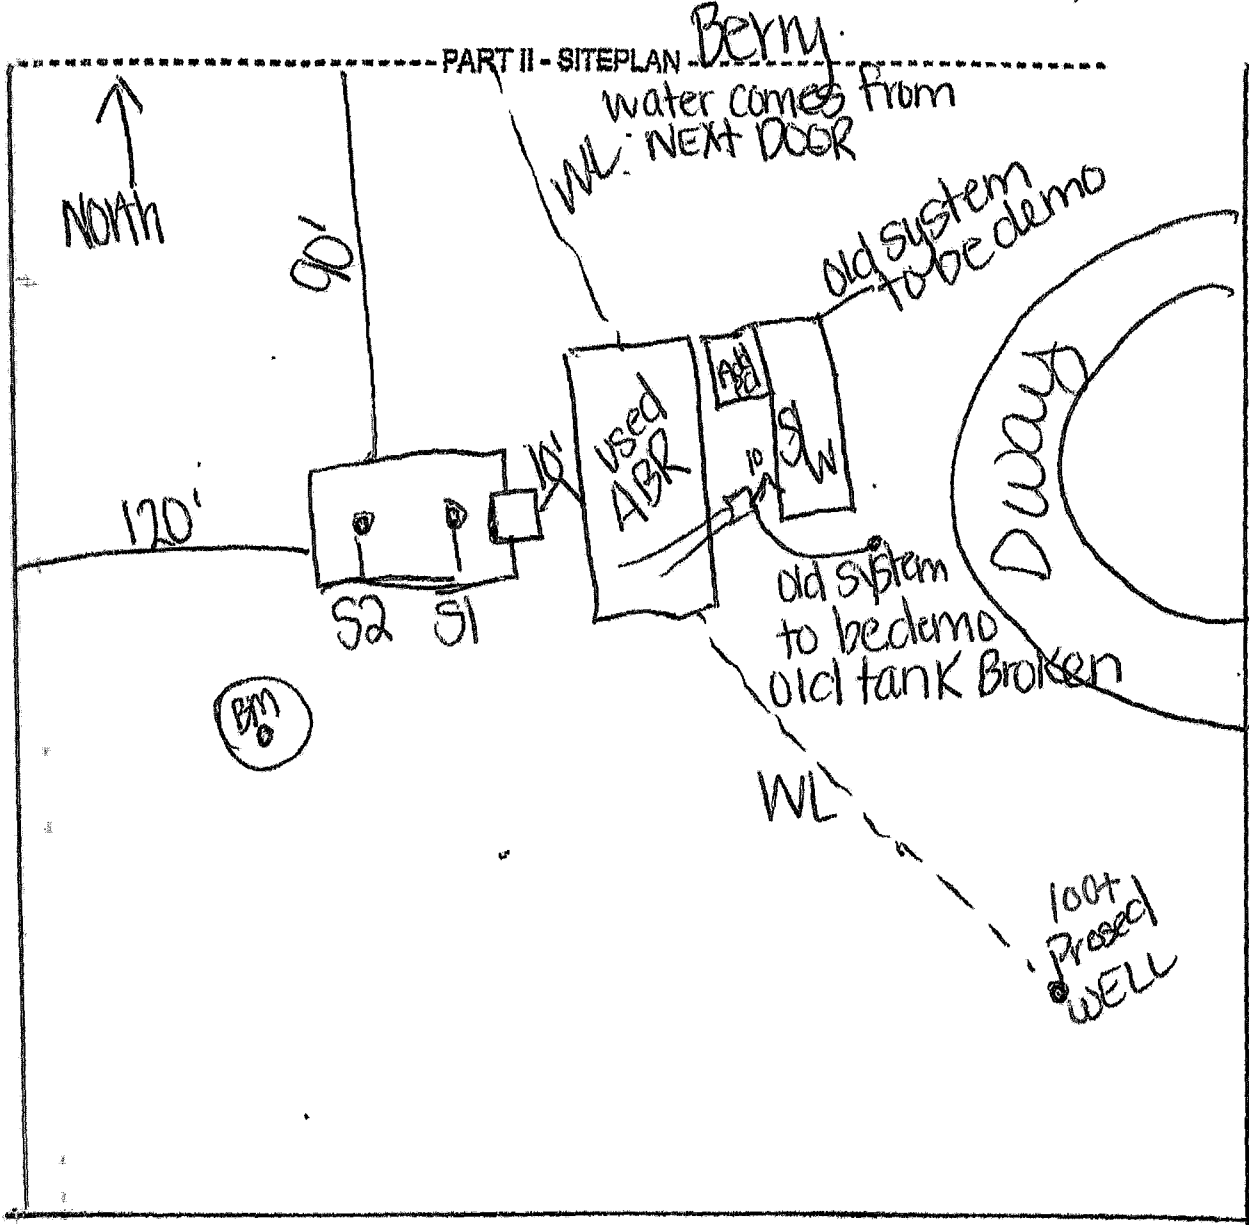 Berry.
PART II - SITEPLAN
water comes from
NEXT DOOR
WL
North
90'
old system
to be demo
Dway
used
ABR
10'
10
SW
120'
S2
S1
old system
to be demo
old tank Broken
BM
WL
100+
Prosed
WELL